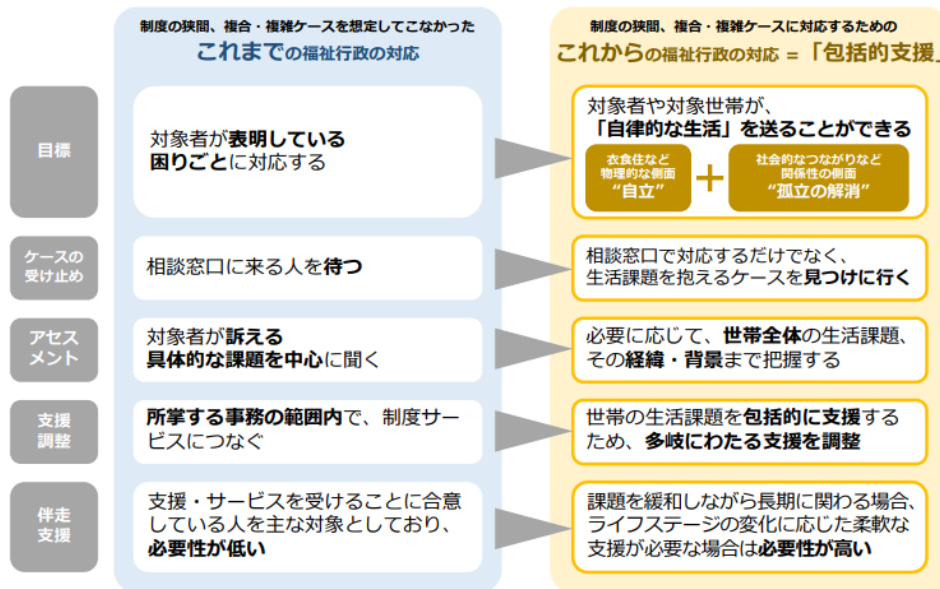 制度の狭間、複合・複雑ケースを想定してこなかった
これまでの福祉行政の対応
制度の狭間、複合・複雑ケースに対応するための
これからの福祉行政の対応 = 「包括的支援」
目標
対象者が表明している
困りごとに対応する
対象者や対象世帯が、
「自律的な生活」を送ることができる
衣食住など
物理的な側面
“自立”
+
社会的なつながりなど
関係性の側面
“孤立の解消”
ケースの
受け止め
相談窓口に来る人を待つ
相談窓口で対応するだけでなく、
生活課題を抱えるケースを見つけに行く
アセス
メント
対象者が訴える
具体的な課題を中心に聞く
必要に応じて、世帯全体の生活課題、
その経緯・背景まで把握する
支援
調整
所掌する事務の範囲内で、制度サー
ビスにつなぐ
世帯の生活課題を包括的に支援する
ため、多岐にわたる支援を調整
伴走
支援
支援・サービスを受けることに合意
している人を主な対象としており、
必要性が低い
課題を緩和しながら長期に関わる場合、
ライフステージの変化に応じた柔軟な
支援が必要な場合は必要性が高い